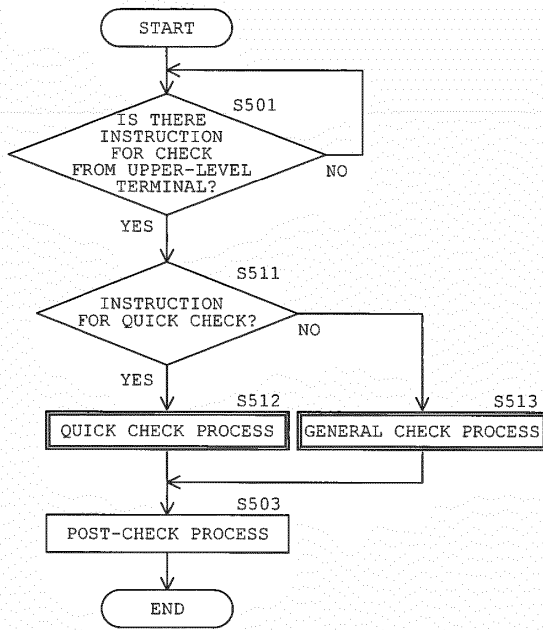 START
S501
IS THERE
INSTRUCTION
FOR CHECK
FROM UPPER-LEVEL
TERMINAL?
NO
YES
S511
INSTRUCTION
FOR QUICK CHECK?
NO
YES
S512
QUICK CHECK PROCESS
S513
GENERAL CHECK PROCESS
S503
POST-CHECK PROCESS
END